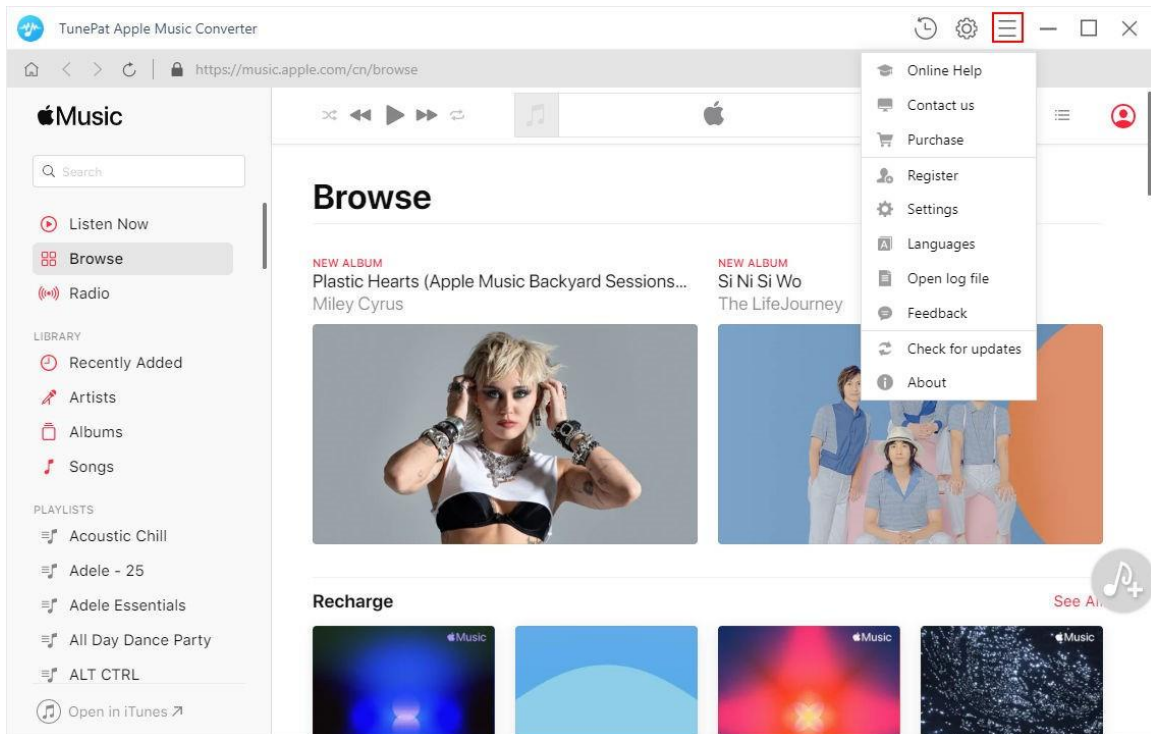 TunePat Apple Music Converter
https://music.apple.com/cn/browse
Music
Search
Listen Now
Browse
Radio
LIBRARY
Recently Added
Artists
Albums
Songs
PLAYLISTS
Acoustic Chill
Adele - 25
Adele Essentials
All Day Dance Party
ALT CTRL
Open in iTunes
Browse
NEW ALBUM
Plastic Hearts (Apple Music Backyard Sessions...
Miley Cyrus
NEW ALBUM
Si Ni Si Wo
The LifeJourney
Recharge
See Al
Music
Music
Music
Online Help
Contact us
Purchase
Register
Settings
Languages
Open log file
Feedback
Check for updates
About